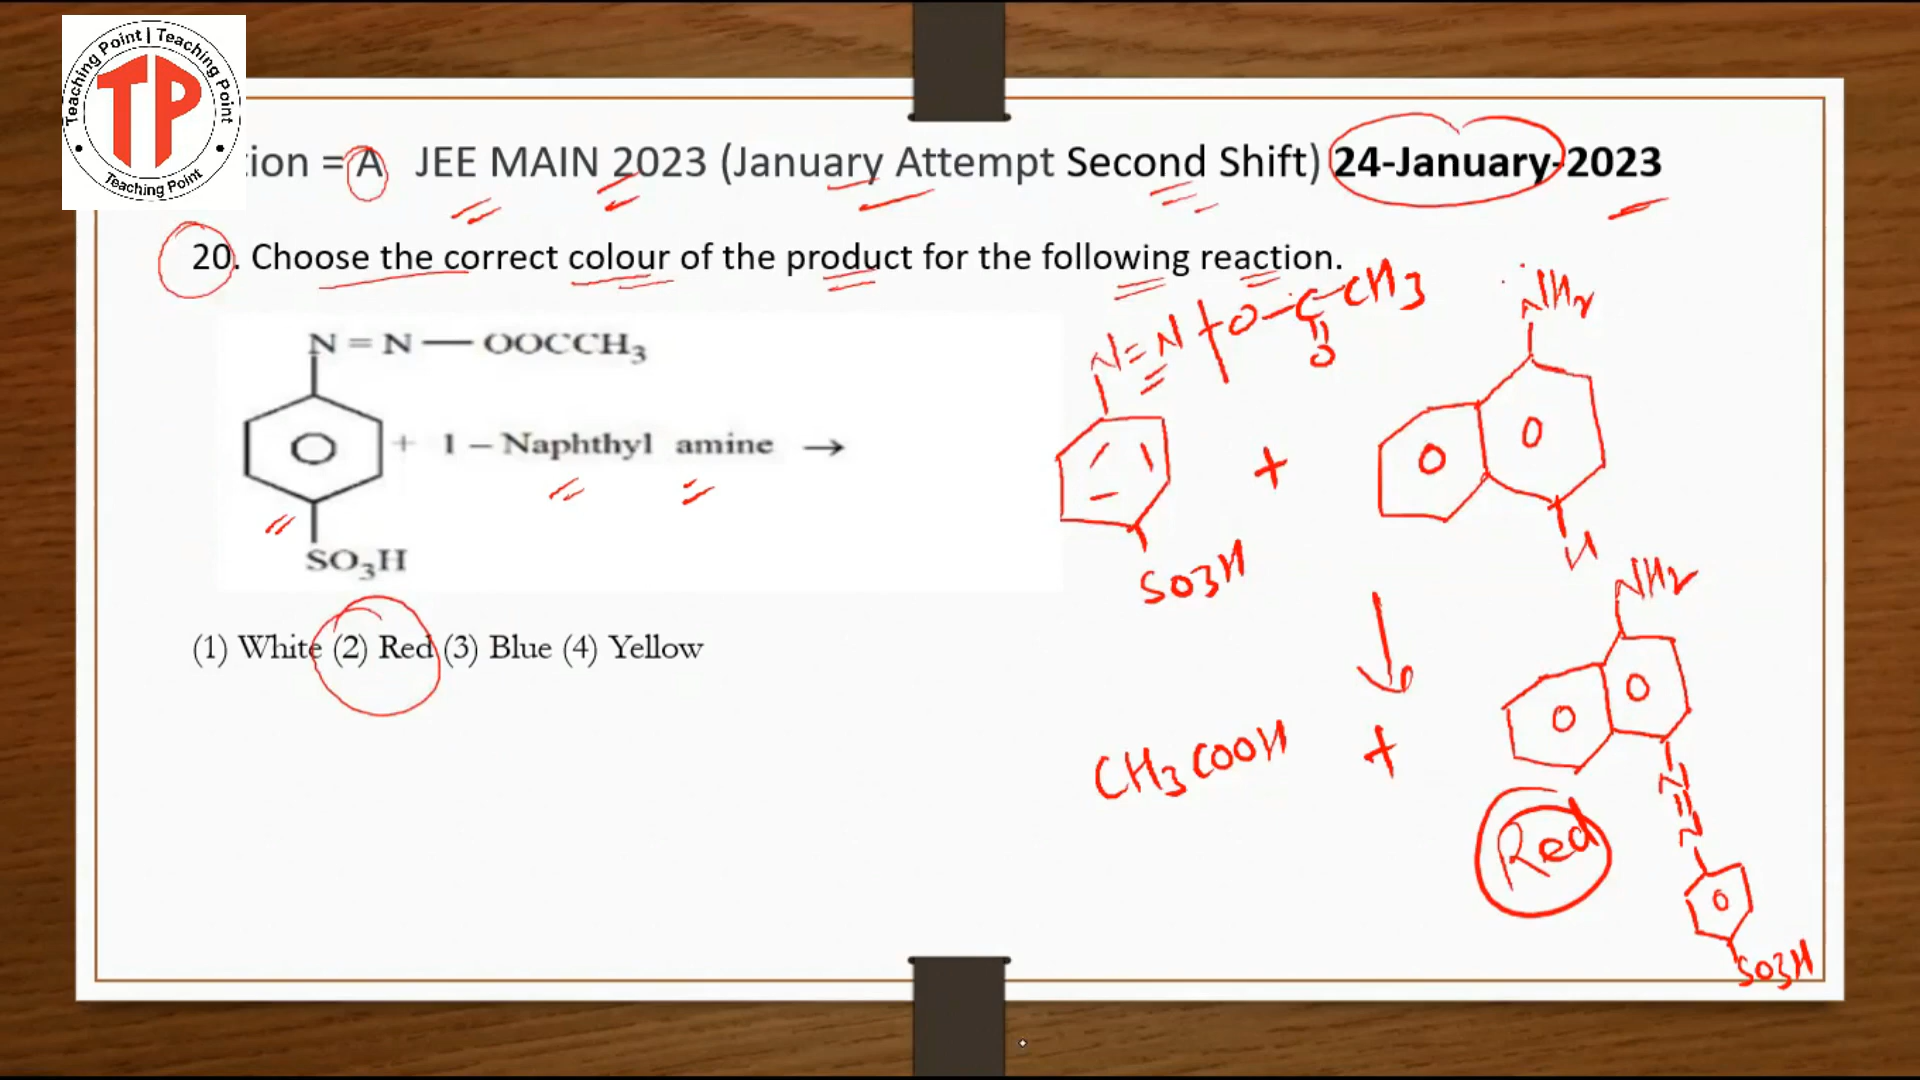 Teaching Point | Teaching Point
TP
Teaching Point
tion = A JEE MAIN 2023 (January Attempt Second Shift) 24-January-2023
20. Choose the correct colour of the product for the following reaction.
N = N — OOCCH3
+ 1 – Naphthyl amine →
SO3H
(1) White (2) Red (3) Blue (4) Yellow
N=N+O-C-CH3
O
NH2
+
H
SO3H
NH2
CH3COOH +
N=N
Red
SO3H